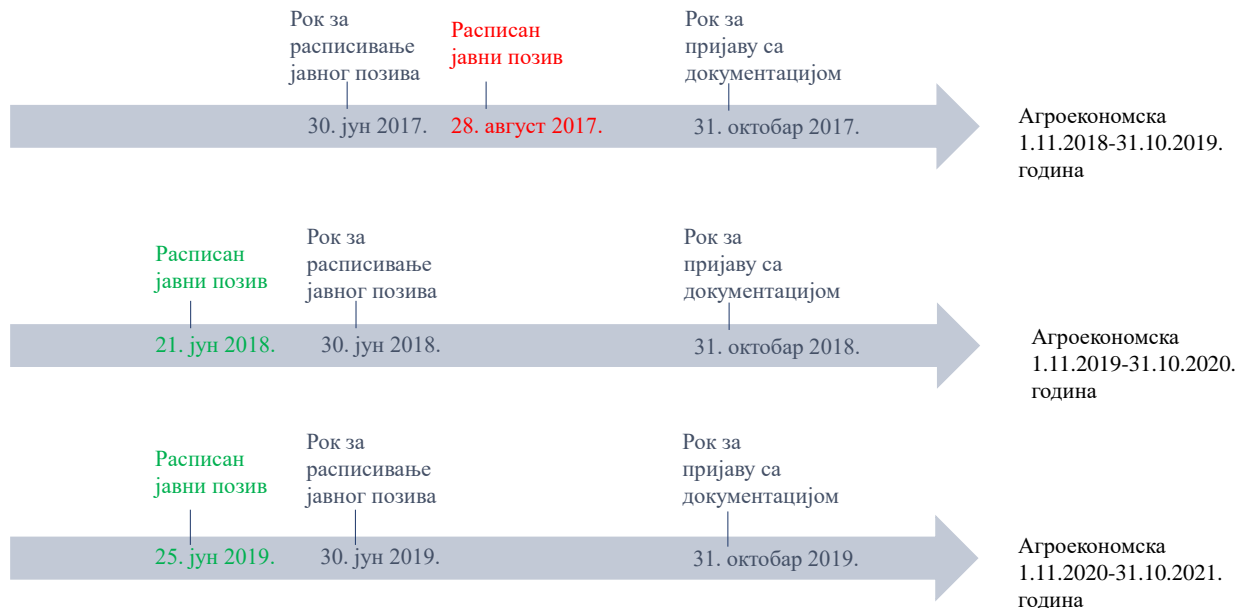 Рок за
расписивање
јавног позива
Расписан
јавни позив
Рок за
пријаву са
документацијом
30. јун 2017.
28. август 2017.
31. октобар 2017.
Агроекономска
1.11.2018-31.10.2019.
година
Расписан
јавни позив
Рок за
расписивање
јавног позива
Рок за
пријаву са
документацијом
21. јун 2018.
30. јун 2018.
31. октобар 2018.
Агроекономска
1.11.2019-31.10.2020.
година
Расписан
јавни позив
Рок за
расписивање
јавног позива
Рок за
пријаву са
документацијом
25. јун 2019.
30. јун 2019.
31. октобар 2019.
Агроекономска
1.11.2020-31.10.2021.
година